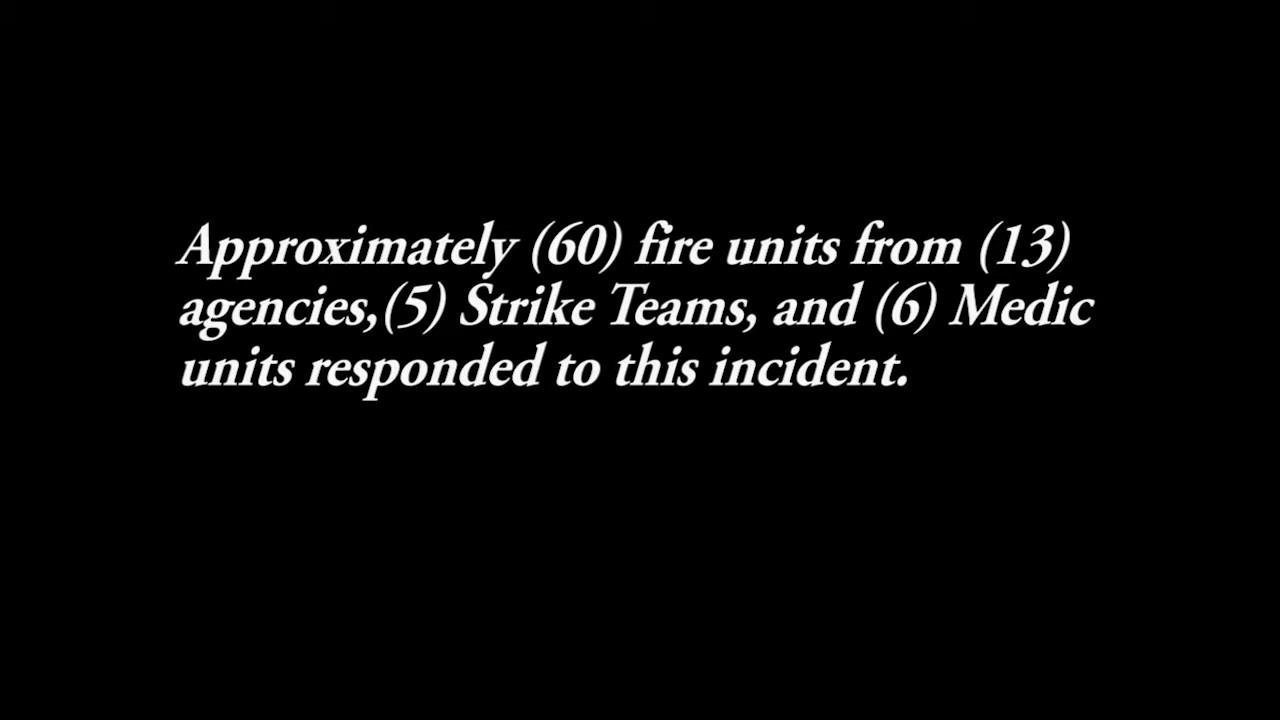 Approximately (60) fire units from (13)
agencies,(5) Strike Teams, and (6) Medic
units responded to this incident.